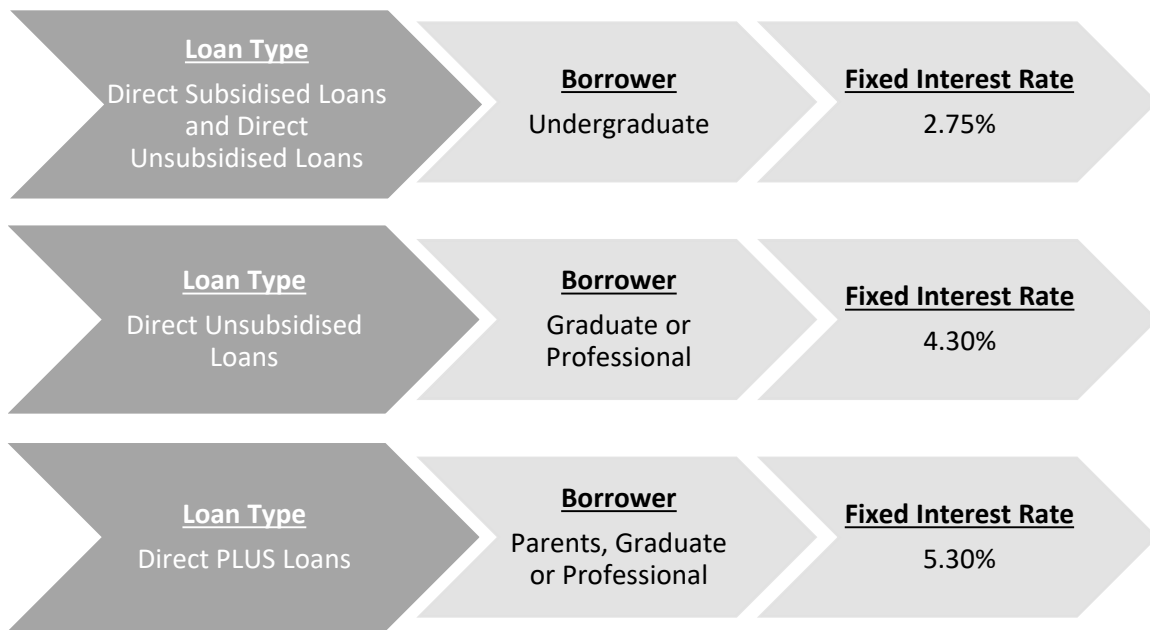 Loan Type
Direct Subsidised Loans
and Direct
Unsubsidised Loans
Borrower
Undergraduate
Fixed Interest Rate
2.75%
Loan Type
Direct Unsubsidised
Loans
Borrower
Graduate or
Professional
Fixed Interest Rate
4.30%
Loan Type
Direct PLUS Loans
Borrower
Parents, Graduate
or Professional
Fixed Interest Rate
5.30%